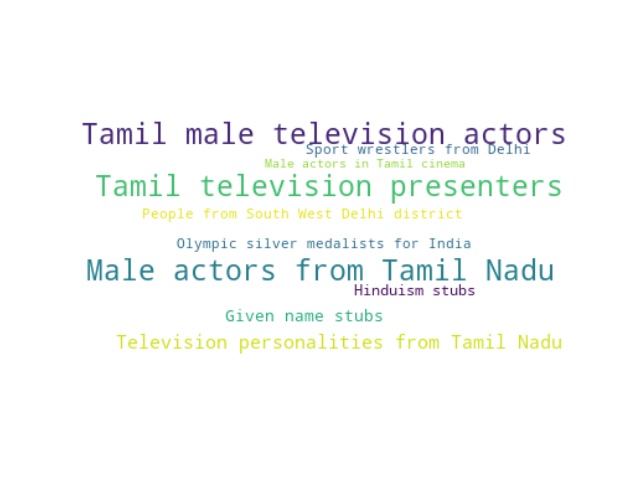 Tamil male television actors
Sport wrestlers from Delhi
Male actors in Tamil cinema
Tamil television presenters
People from South West Delhi district
Olympic silver medalists for India
Male actors from Tamil Nadu
Hinduism stubs
Given name stubs
Television personalities from Tamil Nadu